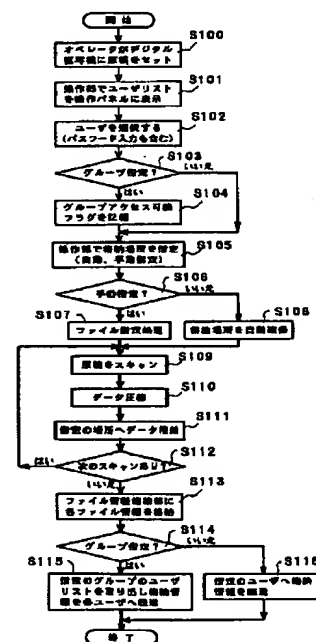 開始
S100
オペレータがデジタル
複写機に原稿をセット
S101
操作部でユーザリスト
を操作パネルに表示
S102
ユーザを選択する
(パスワード入力も含む)
S103
グループ指定?
いいえ
はい
S104
グループアクセス可能
フラグを記憶
S105
操作部で格納場所を指定
(自動、手動指定)
S106
手動指定?
いいえ
はい
S107
ファイル指定処理
S108
格納場所を自動確保
S109
原稿をスキャン
S110
データ圧縮
S111
指定の場所へデータ格納
S112
次のスキャンあり?
はい
いいえ
S113
ファイル情報格納部に
各ファイル情報を格納
S114
グループ指定?
いいえ
はい
S115
指定のグループのユーザ
リストを取り出し格納情
報を各ユーザへ
S116
指定のユーザへ格納
情報を
終了